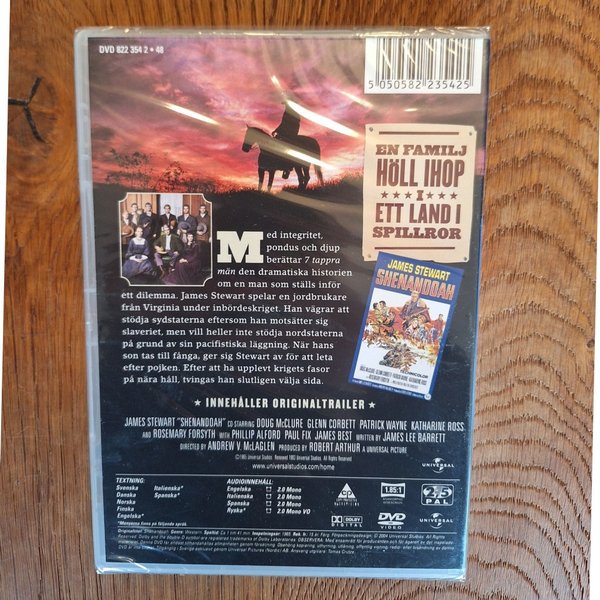 DVD 822 354 2 • 48
5 050582 235425
EN FAMILJ
HÖLL IHOP
I
ETT LAND I
SPILLROR
JAMES STEWART
SHENANDOAH
TECHNICOLOR
Med integritet,
pondus och djup
berättar 7 tappra
män den dramatiska historien
om en man som ställs inför
ett dilemma. James Stewart spelar en jordbrukare
från Virginia under inbördeskriget. Han vägrar att
stödja sydstaterna eftersom han motsätter sig
slaveriet, men vill heller inte stödja nordstaterna
på grund av sin pacifistiska läggning. När hans
son tas till fånga, ger sig Stewart av för att leta
efter pojken. Efter att ha upplevt krigets fasor
på nära håll, tvingas han slutligen välja sida.
★ INNEHÅLLER ORIGINALTRAILER ★
JAMES STEWART "SHENANDOAH" CO STARRING DOUG McCLURE GLENN CORBETT PATRICK WAYNE KATHARINE ROSS
AND ROSEMARY FORSYTH WITH PHILLIP ALFORD PAUL FIX JAMES BEST WRITTEN BY JAMES LEE BARRETT
DIRECTED BY ANDREW V. McLAGLEN PRODUCED BY ROBERT ARTHUR A UNIVERSAL PICTURE
www.universalstudios.com/home
UNIVERSAL
TEXTNING:
Svenska Italienska*
Danska Spanska*
Norska
Finska
Engelska*
AUDIOINNEHÅLL:
Engelska 2.0 Mono
Italienska 2.0 Mono
Spanska 2.0 Mono
Ryska* 2.0 Mono VO
1.85:1
2,5
PAL
DOLBY
DIGITAL
DVD
VIDEO
UNIVERSAL